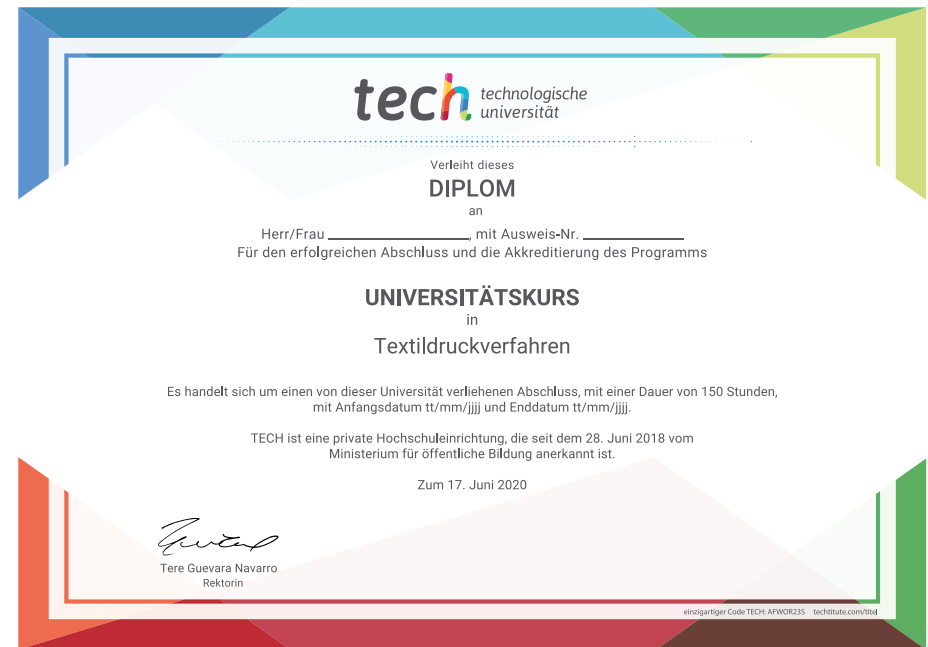 tech technologische
universität
Verleiht dieses
DIPLOM
an
Herr/Frau ____________, mit Ausweis-Nr. ____________
Für den erfolgreichen Abschluss und die Akkreditierung des Programms
UNIVERSITÄTSKURS
in
Textildruckverfahren
Es handelt sich um einen von dieser Universität verliehenen Abschluss, mit einer Dauer von 150 Stunden,
mit Anfangsdatum tt/mm/jjjj und Enddatum tt/mm/jjjj.
TECH ist eine private Hochschuleinrichtung, die seit dem 28. Juni 2018 vom
Ministerium für öffentliche Bildung anerkannt ist.
Zum 17. Juni 2020
Tere Guevara Navarro
Rektorin
einzigartiger Code TECH: AFWOR23S techtitute.com/titel